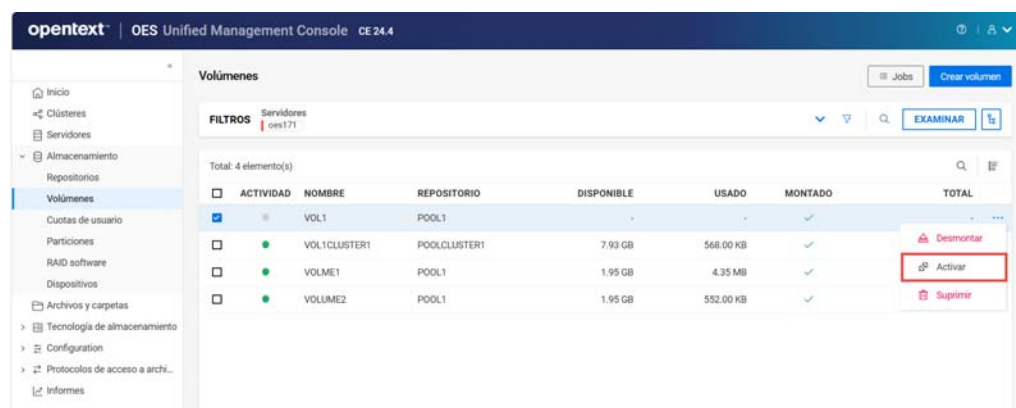 opentext™ | OES Unified Management Console CE 24.4
Volúmenes
Jobs
Crear volumen
Inicio
Clústeres
Servidores
Almacenamiento
Repositorios
Volúmenes
Cuotas de usuario
Particiones
RAID software
Dispositivos
Archivos y carpetas
Tecnología de almacenamiento
Configuration
Protocolos de acceso a archi...
Informes
FILTROS Servidores
oes171
EXAMINAR
Total: 4 elemento(s)
ACTIVIDAD NOMBRE REPOSITORIO DISPONIBLE USADO MONTADO TOTAL
VOL1 POOL1 - - -
VOL1CLUSTER1 POOLCLUSTER1 7.93 GB 568.00 KB
VOLME1 POOL1 1.95 GB 4.35 MB
VOLUME2 POOL1 1.95 GB 552.00 KB
Desmontar
Activar
Suprimir